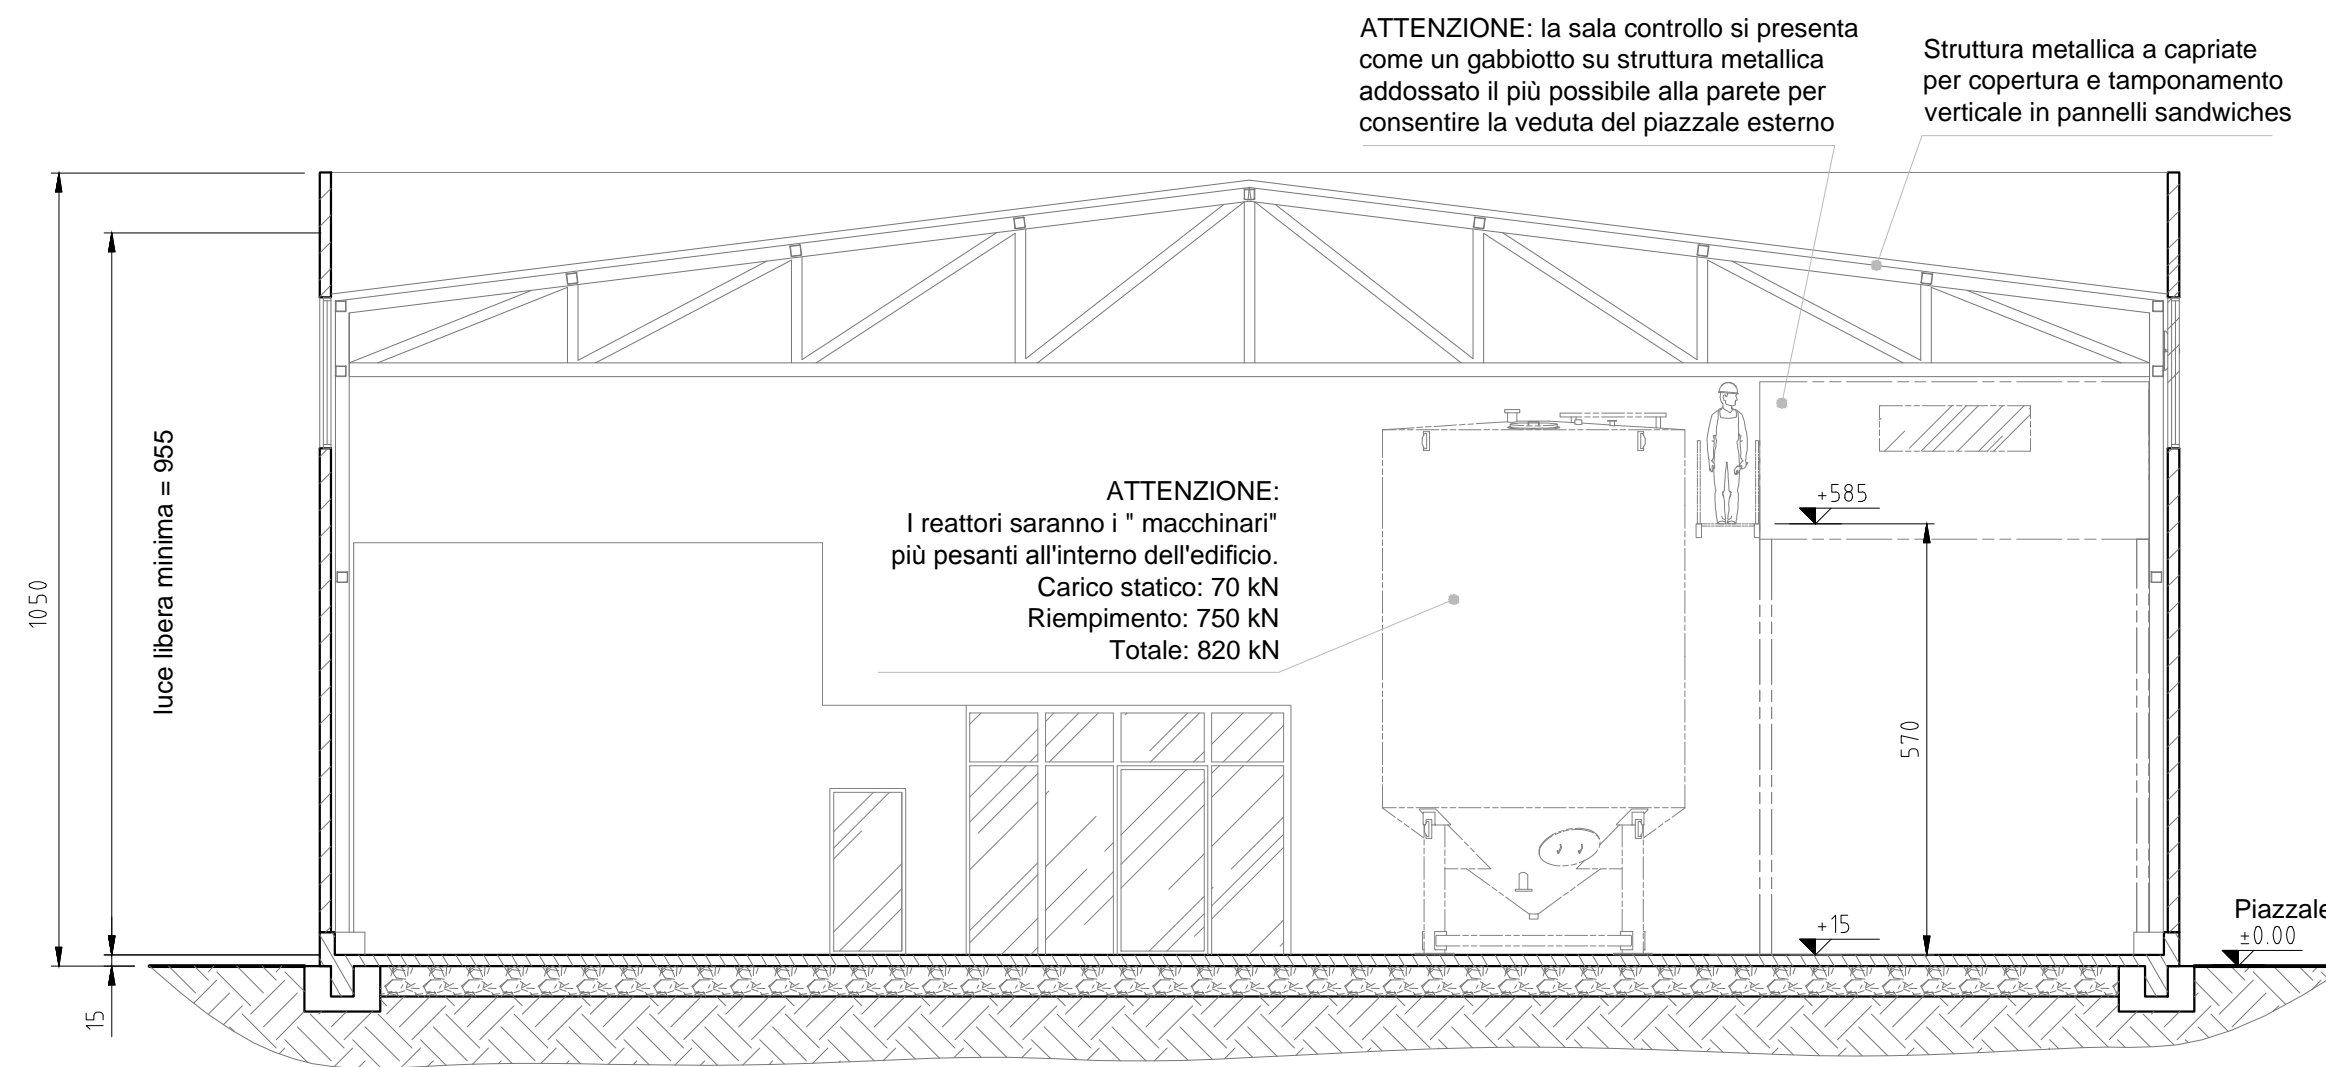 ATTENZIONE: la sala controllo si presenta
come un gabbiotto su struttura metallica
addossato il più possibile alla parete per
consentire la veduta del piazzale esterno
Struttura metallica a capriate
per copertura e tamponamento
verticale in pannelli sandwiches
1050
luce libera minima = 955
15
ATTENZIONE:
I reattori saranno i " macchinari"
più pesanti all'interno dell'edificio.
Carico statico: 70 kN
Riempimento: 750 kN
Totale: 820 kN
+585
570
+15
Piazzale
±0.00